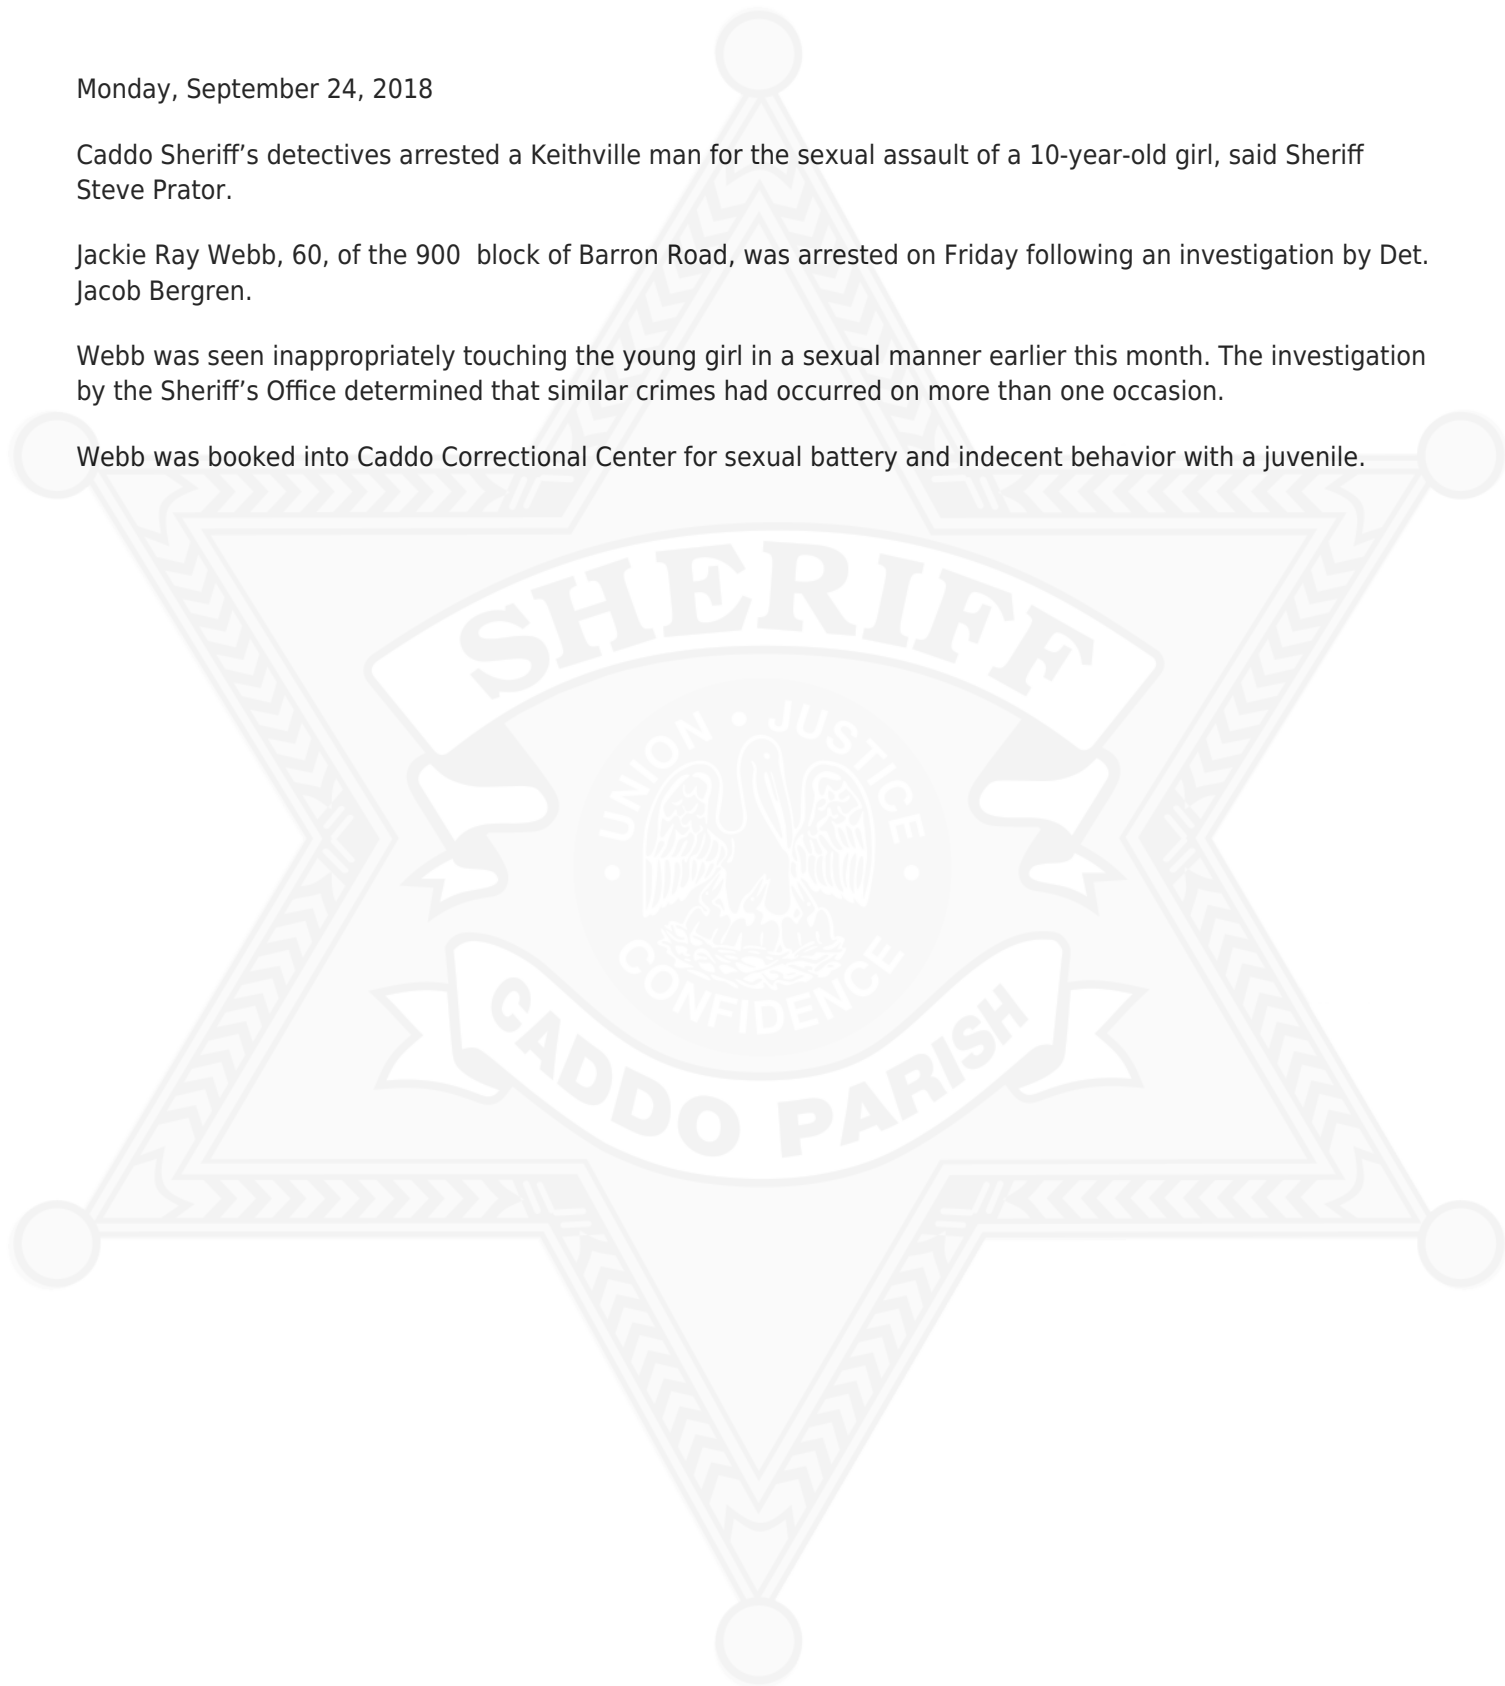 Monday, September 24, 2018
Caddo Sheriff’s detectives arrested a Keithville man for the sexual assault of a 10-year-old girl, said Sheriff
Steve Prator.
Jackie Ray Webb, 60, of the 900  block of Barron Road, was arrested on Friday following an investigation by Det.
Jacob Bergren.
Webb was seen inappropriately touching the young girl in a sexual manner earlier this month. The investigation
by the Sheriff’s Office determined that similar crimes had occurred on more than one occasion.
Webb was booked into Caddo Correctional Center for sexual battery and indecent behavior with a juvenile.
SHERIFF
UNION • JUSTICE
• CONFIDENCE •
CADDO PARISH